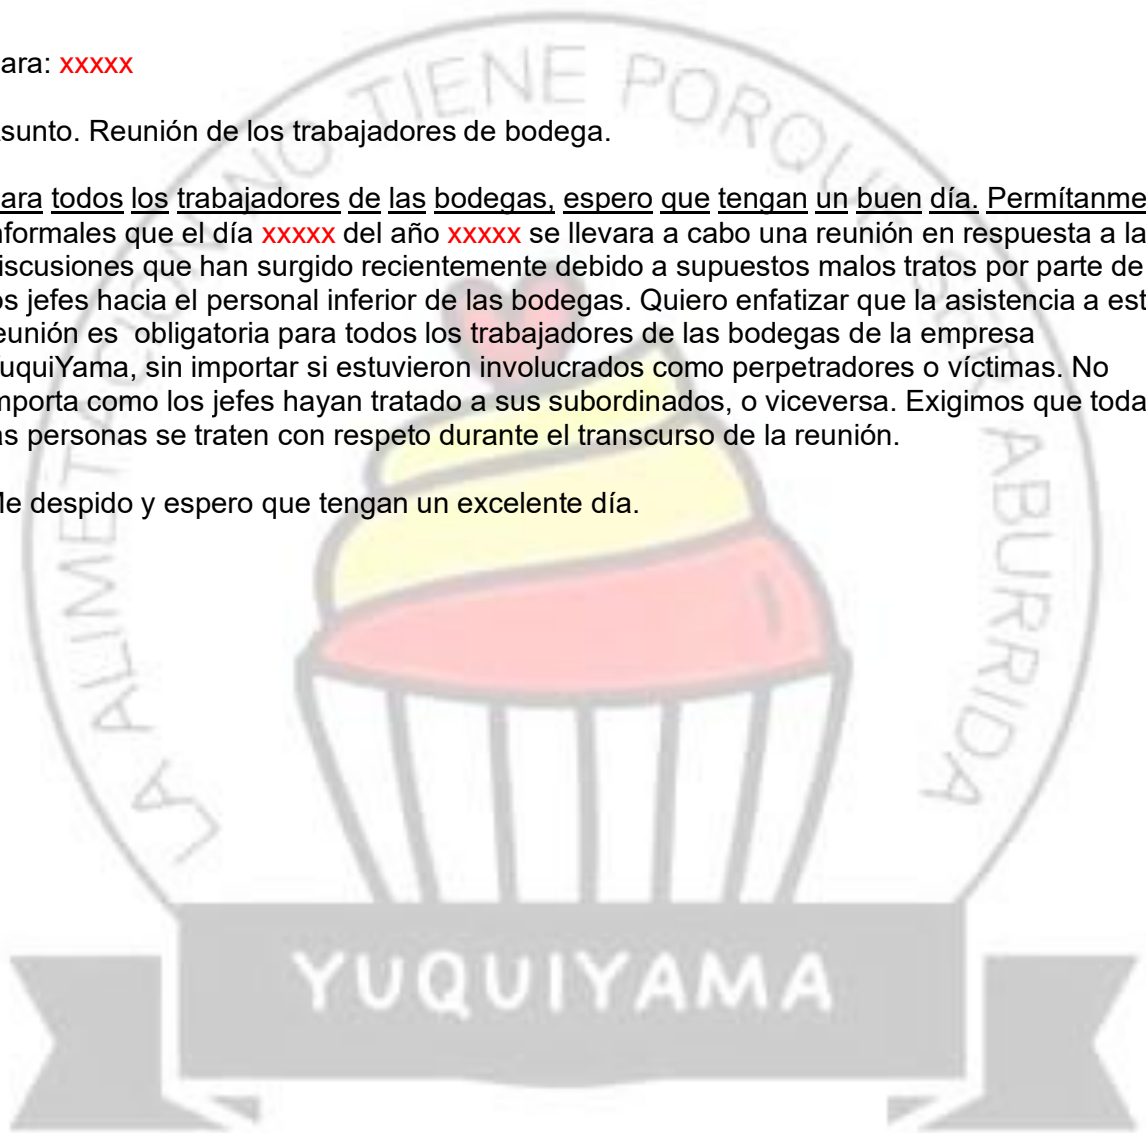 ara: xxxxx
sunto. Reunión de los trabajadores de bodega.
ara todos los trabajadores de las bodegas, espero que tengan un buen día. Permítanme
nformales que el día xxxxx del año xxxxx se llevara a cabo una reunión en respuesta a la
iscusiones que han surgido recientemente debido a supuestos malos tratos por parte de
os jefes hacia el personal inferior de las bodegas. Quiero enfatizar que la asistencia a est
eunión es obligatoria para todos los trabajadores de las bodegas de la empresa
uquiYama, sin importar si estuvieron involucrados como perpetradores o víctimas. No
mporta como los jefes hayan tratado a sus subordinados, o viceversa. Exigimos que toda
as personas se traten con respeto durante el transcurso de la reunión.
Me despido y espero que tengan un excelente día.
LA ALIMETACION NO TIENE PORQUE SER ABURRIDA
YUQUIYAMA